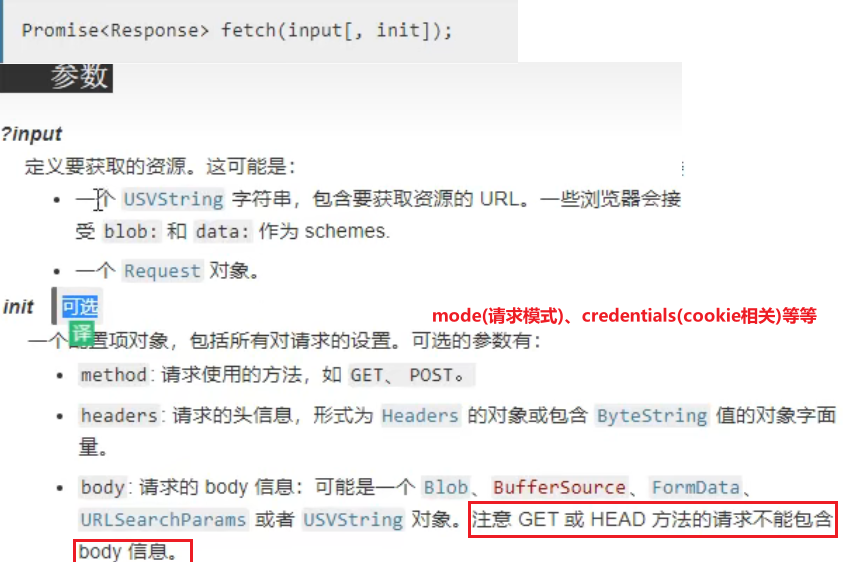 Promise<Response> fetch(input[, init]);
参数
?input
定义要获取的资源。这可能是：
• 一个 USVString 字符串，包含要获取资源的 URL。一些浏览器会接
受 blob: 和 data: 作为 schemes.
• 一个 Request 对象。
init 可选
mode(请求模式)、credentials(cookie相关)等等
译
一个配置项对象，包括所有对请求的设置。可选的参数有：
• method: 请求使用的方法，如 GET、 POST。
• headers: 请求的头信息，形式为 Headers 的对象或包含 ByteString 值的对象字面
量。
• body: 请求的 body 信息：可能是一个 Blob、BufferSource、FormData、
URLSearchParams 或者 USVString 对象。注意 GET 或 HEAD 方法的请求不能包含
body 信息。